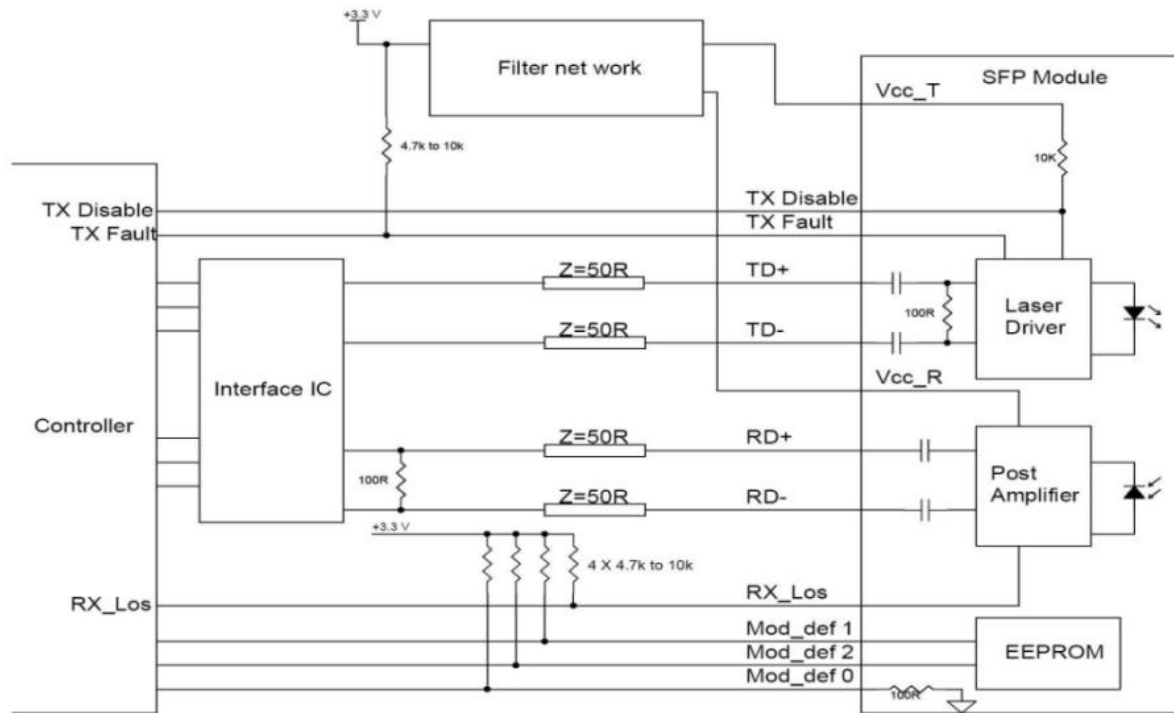 +3.3 V
Filter net work
SFP Module
Vcc_T
4.7k to 10k
10K
TX Disable
TX Disable
TX Fault
TX Fault
Z=50R
TD+
100R
Laser
Driver
Z=50R
TD-
Vcc_R
Interface IC
Controller
Z=50R
RD+
100R
Post
Amplifier
Z=50R
RD-
+3.3 V
4 X 4.7k to 10k
RX_Los
RX_Los
Mod_def 1
Mod_def 2
Mod_def 0
EEPROM
100R